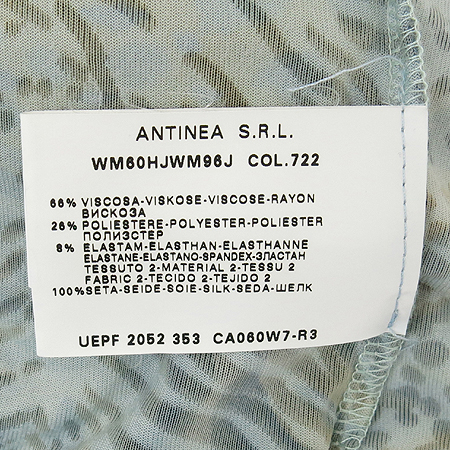 ANTINEA S.R.L.
WM60HJWM96J COL.722
66% VISCOSA-VISKOSE-VISCOSE-RAYON
ВИСКОЗА
26% POLIESTERE-POLYESTER-POLIESTER
ПОЛИЭСТЕР
8% ELASTAM-ELASTHAN-ELASTHANNE
ELASTANE-ELASTANO-SPANDEX-ЭЛАСТАН
TESSUTO 2-MATERIAL 2-TESSU 2
FABRIC 2-TECIDO 2-TEJIDO 2
100%SETA-SEIDE-SOIE-SILK-SEDA-ШЕЛК
UEPF 2052 353 CA060W7-R3